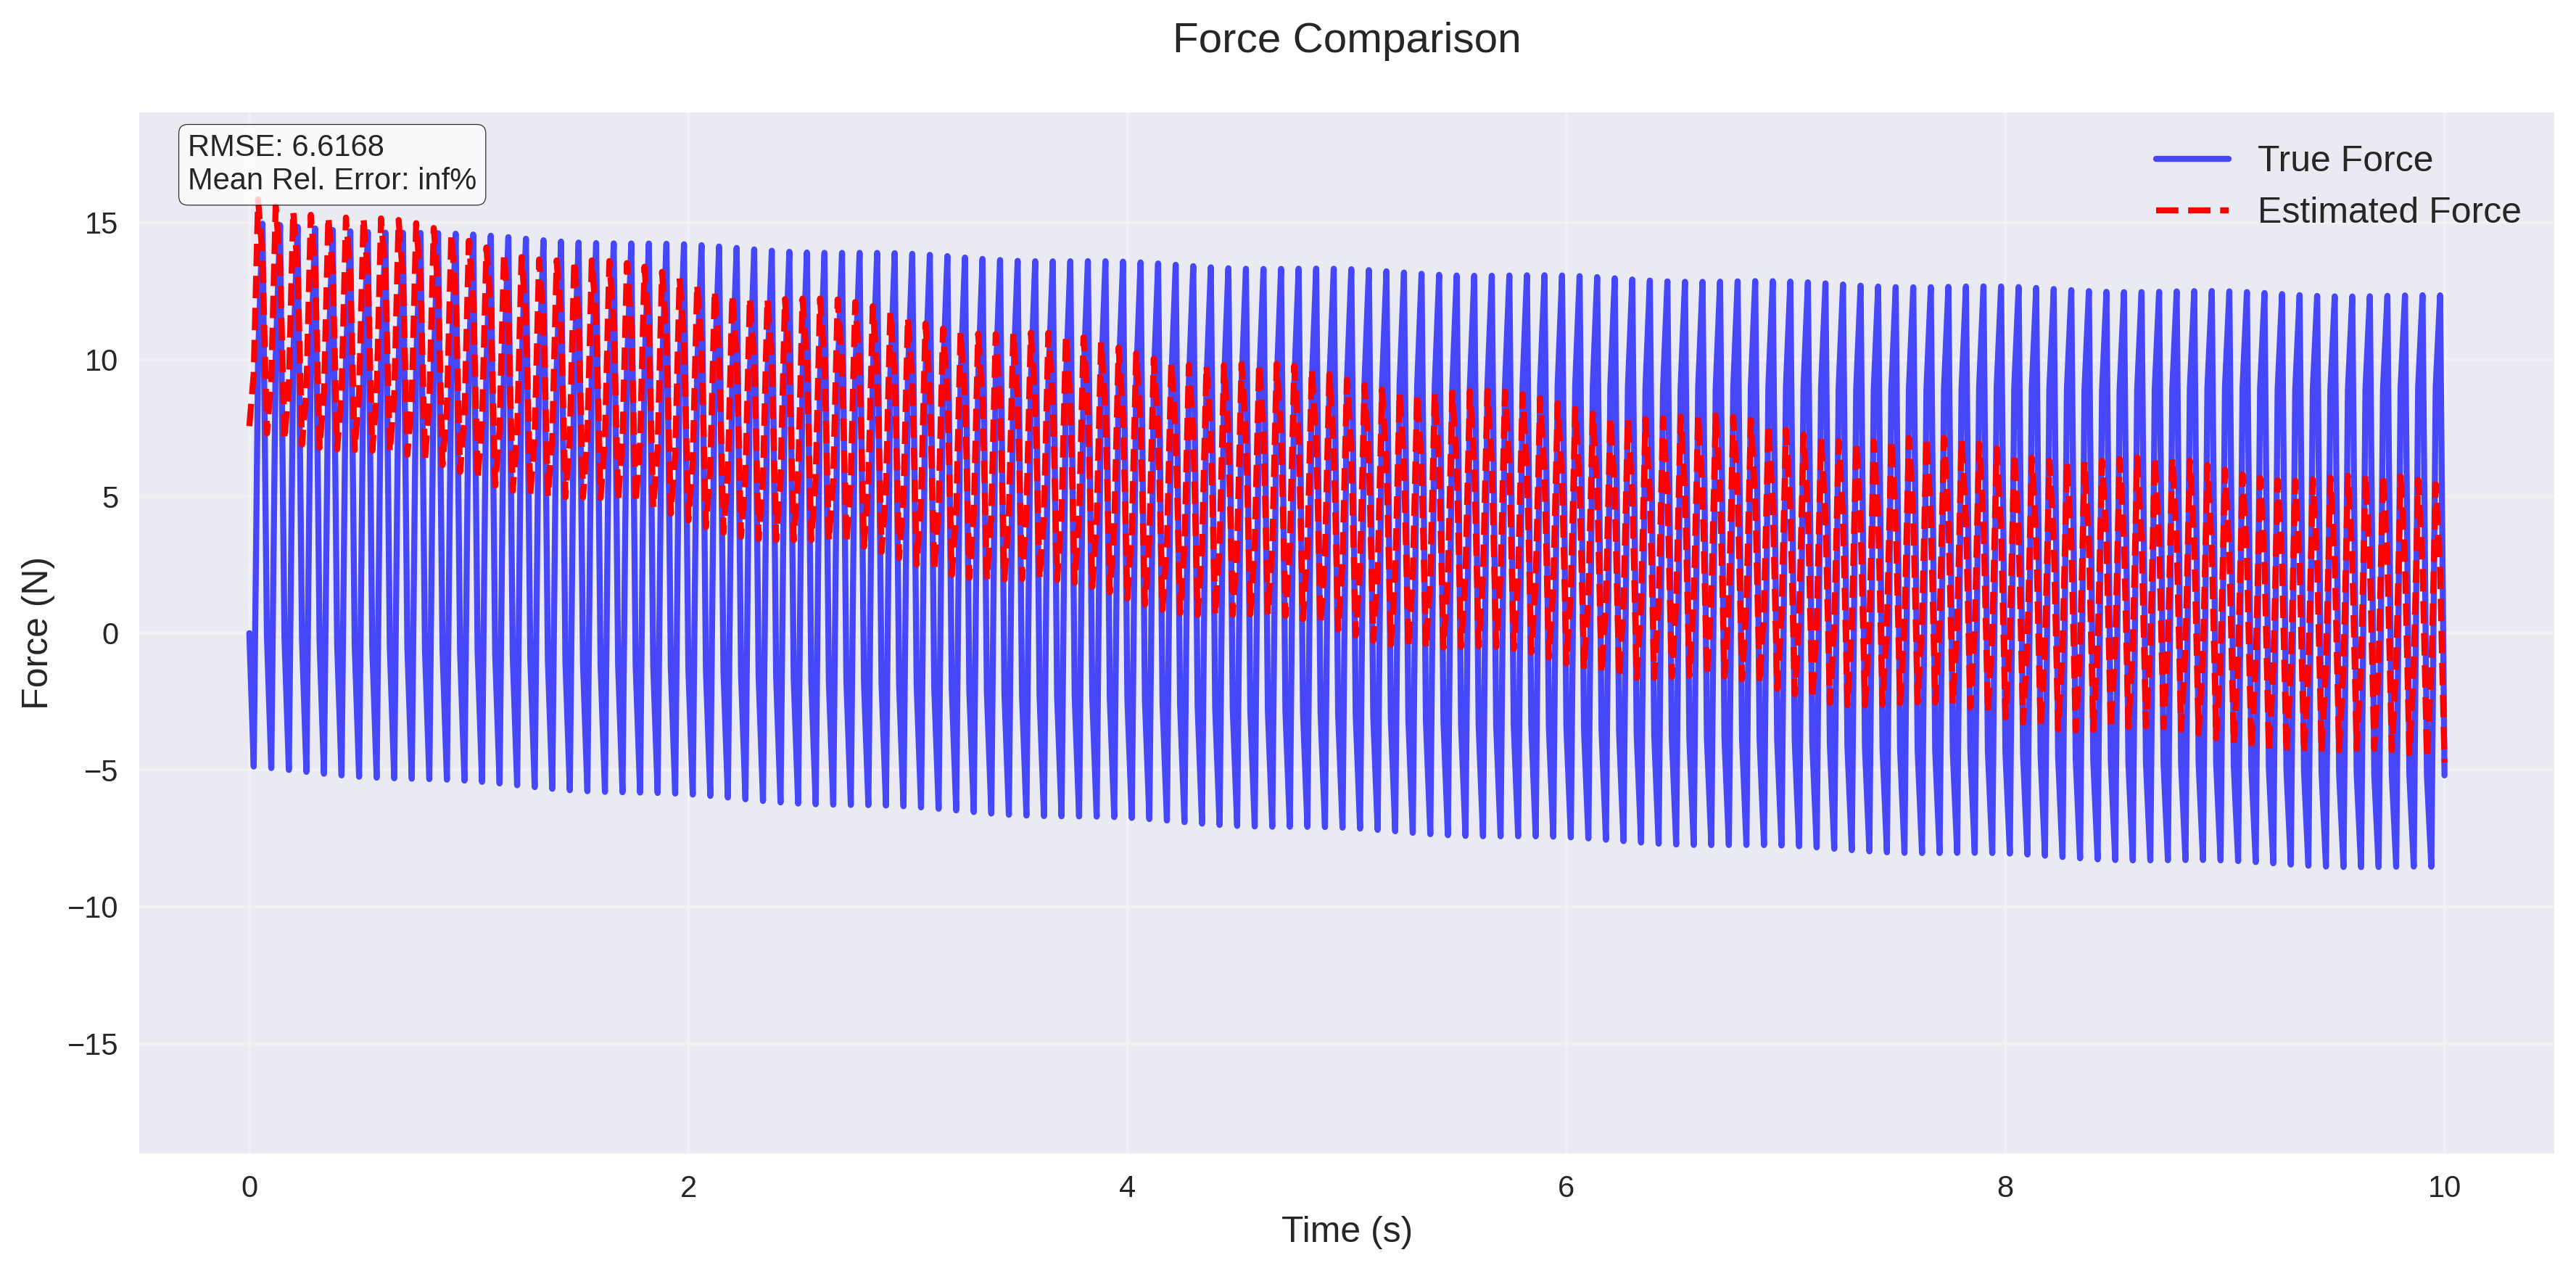 Force Comparison
RMSE: 6.6168
Mean Rel. Error: inf%
True Force
Estimated Force
15
10
5
0
−5
−10
−15
Force (N)
0
2
4
6
8
10
Time (s)